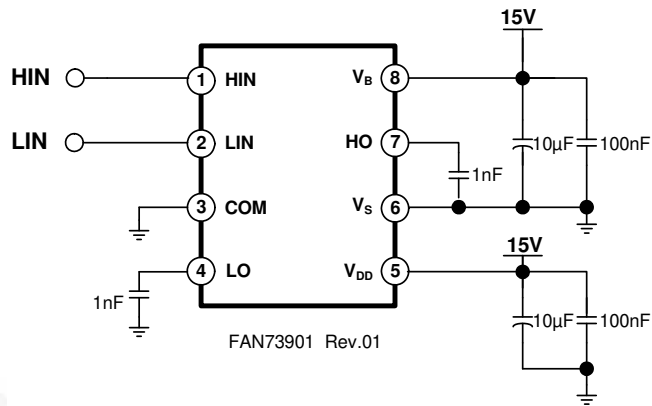 15V
HIN
1
HIN
V_B
8
LIN
2
LIN
HO
7
10μF
100nF
1nF
3
COM
V_S
6
15V
4
LO
V_DD
5
1nF
10μF
100nF
FAN73901 Rev.01